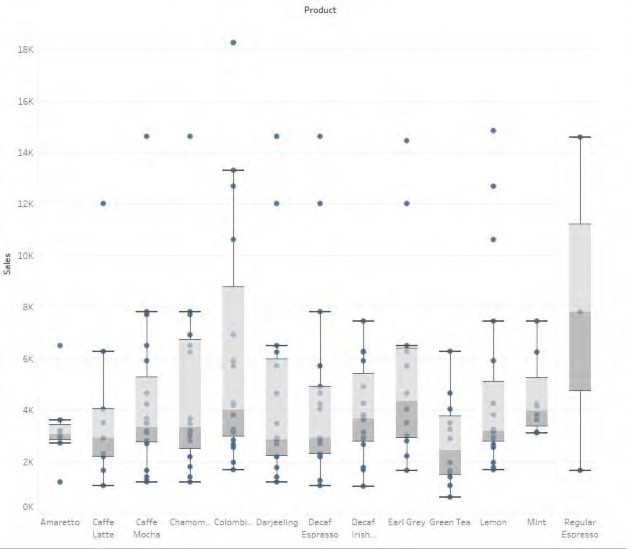 Product
18K
16K
14K
12K
10K
8K
6K
4K
2K
0K
Sales
Amaretto Caffe Latte Caffe Mocha Chamom... Colombi... Darjeeling Decaf Espresso Decaf Irish... Earl Grey Green Tea Lemon Mint Regular Espresso